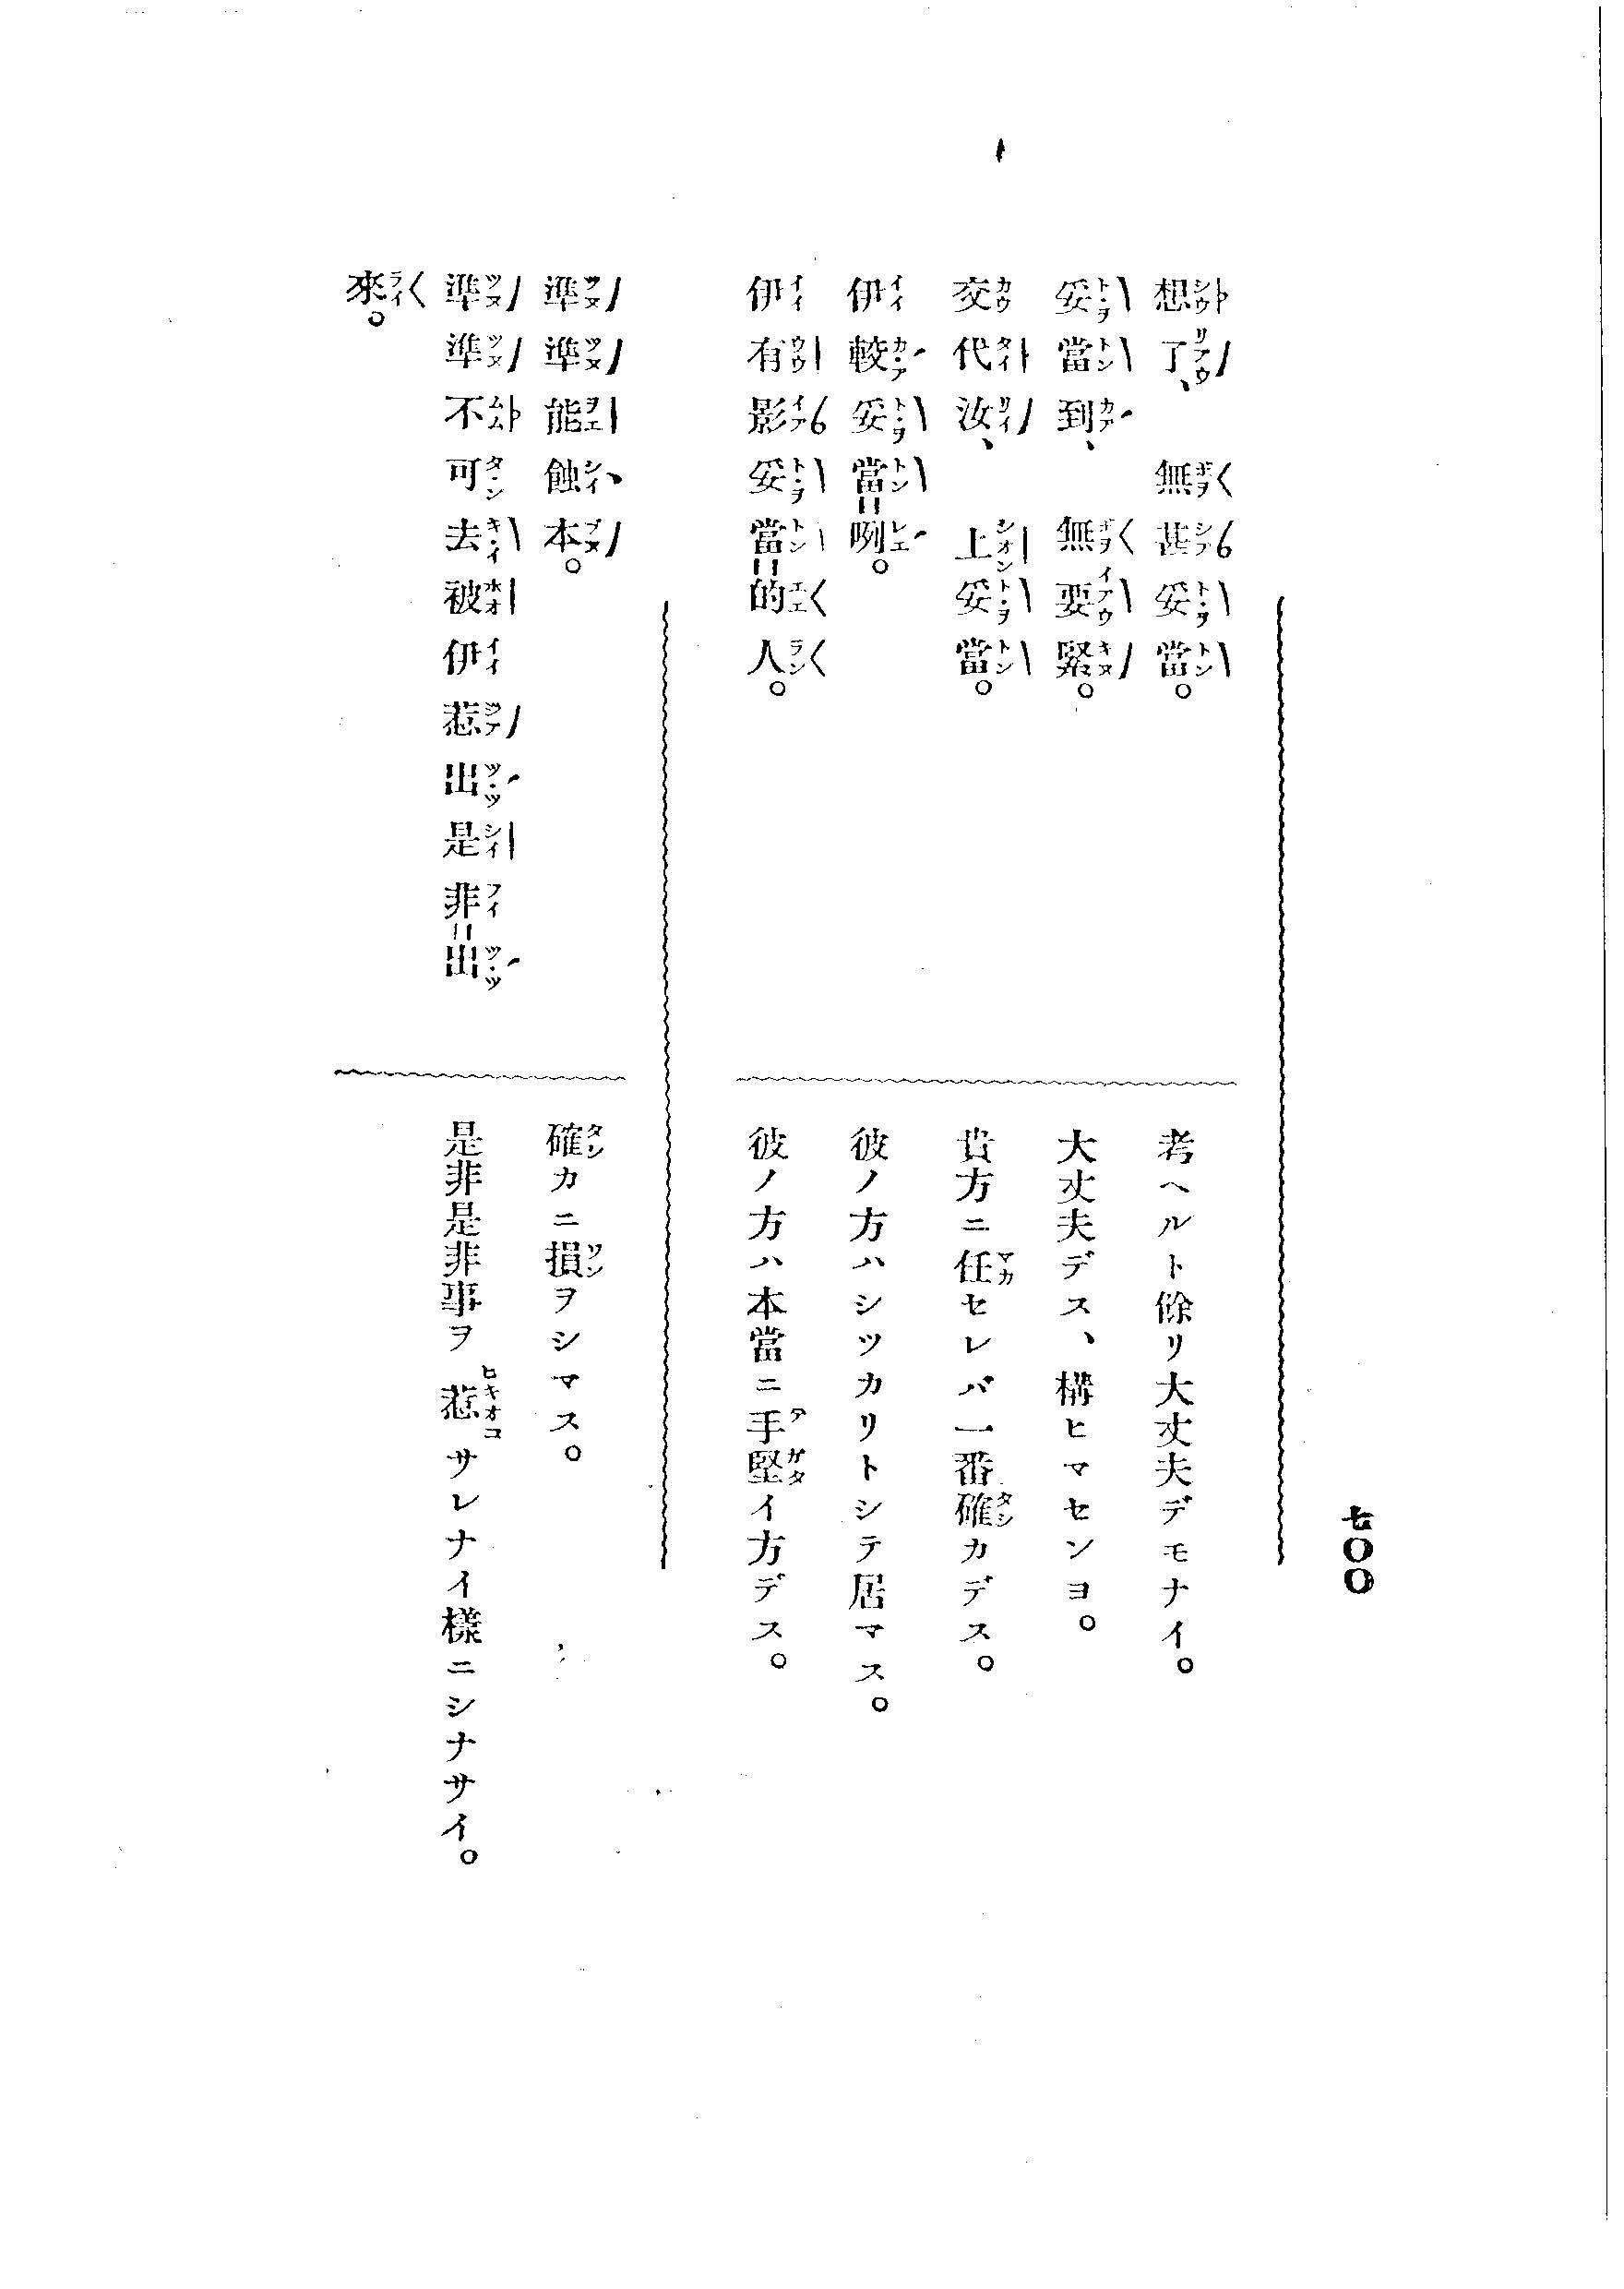 七〇〇
想了、無甚妥當。
考ヘルト餘リ大丈夫デモナイ。
妥當到、無要緊。
大丈夫デス、構ヒマセンヨ。
交代汝、上妥當。
貴方ニ任セレバ一番確カデス。
伊較妥當=咧。
彼ノ方ハシツカリトシテ居マス。
伊有影妥當=的人。
彼ノ方ハ本當ニ手堅イ方デス。
準準能蝕本。
確カニ損ヲシマス。
準準不可去被伊惹出是非=出
來。
是非是非事ヲ惹サレナイ樣ニシナサイ。